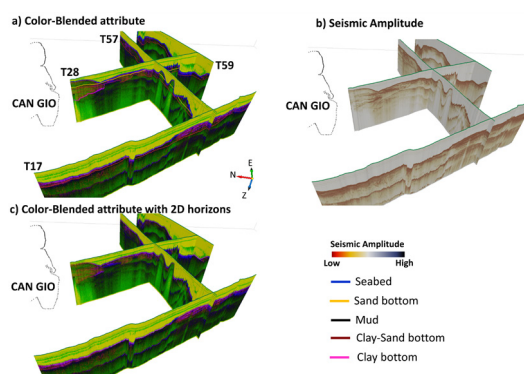 a) Color-Blended attribute
b) Seismic Amplitude
T57
T59
T28
CAN GIO
CAN GIO
T17
E
N
Z
c) Color-Blended attribute with 2D horizons
CAN GIO
Seismic Amplitude
Low
High
Seabed
Sand bottom
Mud
Clay-Sand bottom
Clay bottom